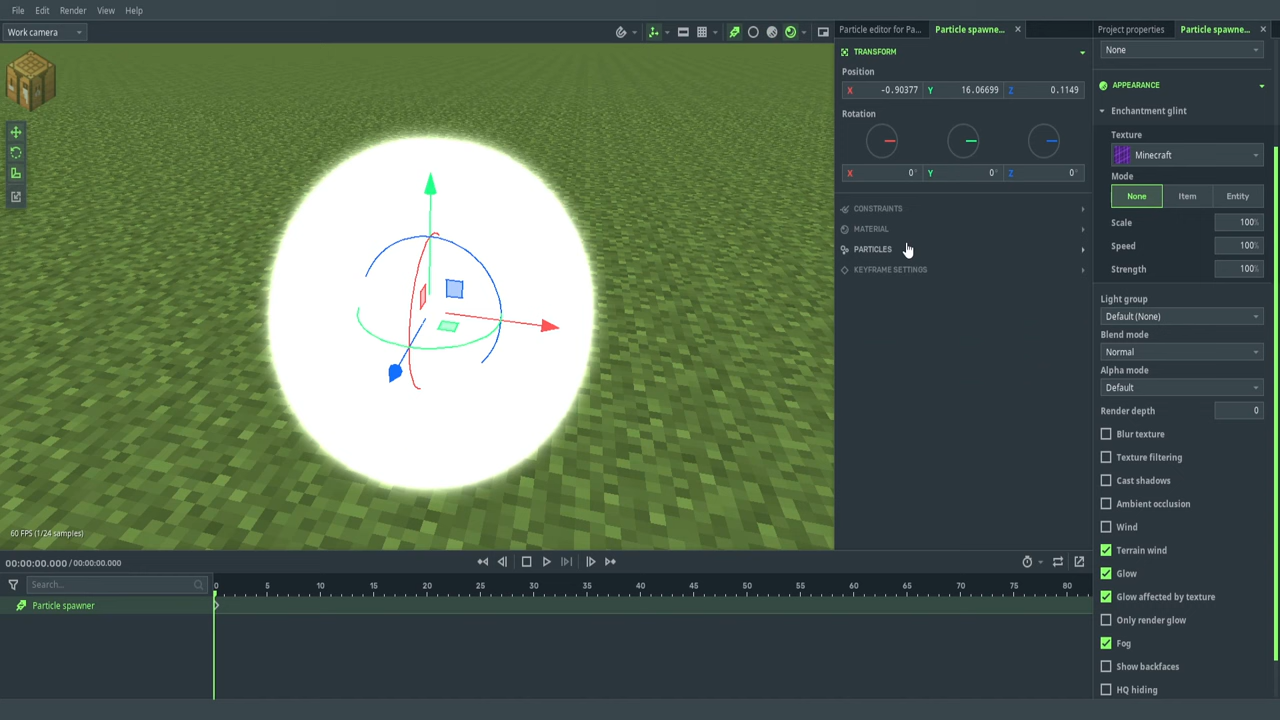 File Edit Render View Help
Work camera
60 FPS (1/24 samples)
Particle editor for Pa...
Particle spawne...
TRANSFORM
Position
X -0.90377 Y 16.06699 Z 0.1149
Rotation
X 0° Y 0° Z 0°
CONSTRAINTS
MATERIAL
PARTICLES
KEYFRAME SETTINGS
Project properties
Particle spawne...
None
APPEARANCE
Enchantment glint
Texture
Minecraft
Mode
None Item Entity
Scale 100%
Speed 100%
Strength 100%
Light group
Default (None)
Blend mode
Normal
Alpha mode
Default
Render depth 0
Blur texture
Texture filtering
Cast shadows
Ambient occlusion
Wind
Terrain wind
Glow
Glow affected by texture
Only render glow
Fog
Show backfaces
HQ hiding
00:00:00.000 / 00:00:00.000
Search...
0 5 10 15 20 25 30 35 40 45 50 55 60 65 70 75 80
Particle spawner